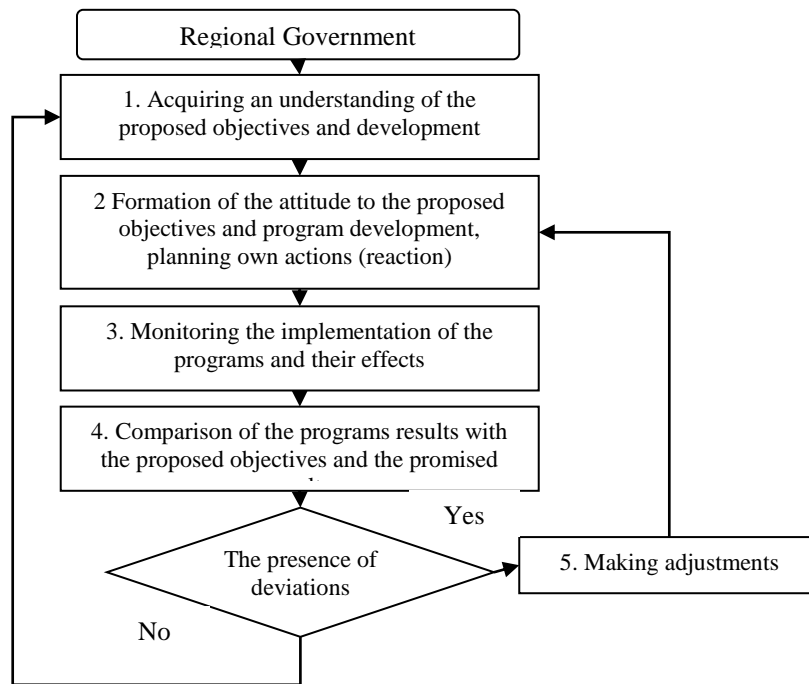 Regional Government
1. Acquiring an understanding of the
proposed objectives and development
2 Formation of the attitude to the proposed
objectives and program development,
planning own actions (reaction)
3. Monitoring the implementation of the
programs and their effects
4. Comparison of the programs results with
the proposed objectives and the promised
Yes
The presence of
deviations
5. Making adjustments
No